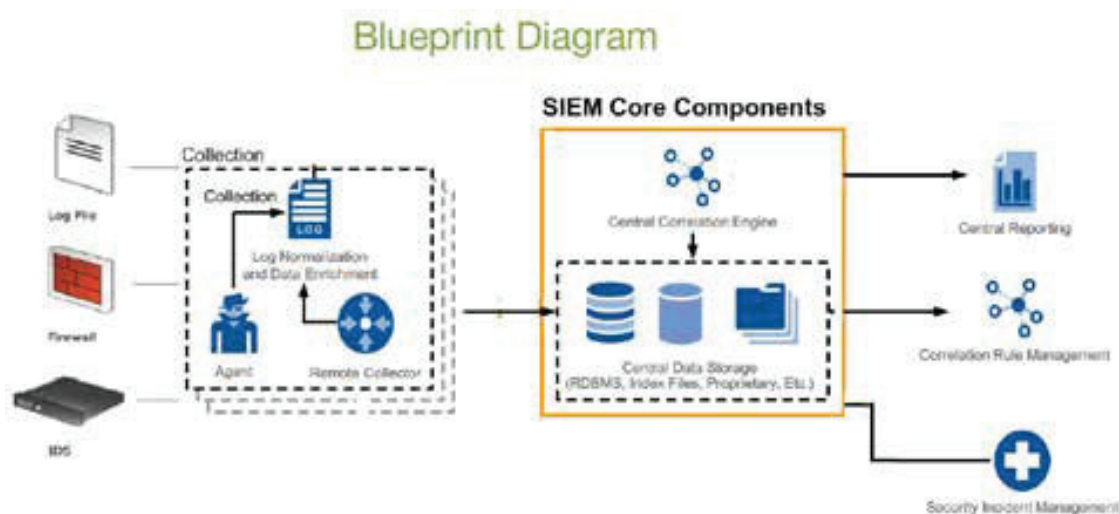 Blueprint Diagram
SIEM Core Components
Log File
Firewall
IDS
Collection
Collection
LOG
Log Normalization
and Data Enrichment
Agent
Remote Collector
Central Correlation Engine
Central Data Storage
(RDBMS, Index Files, Proprietary, Etc.)
Central Reporting
Correlation Rule Management
Security Incident Management